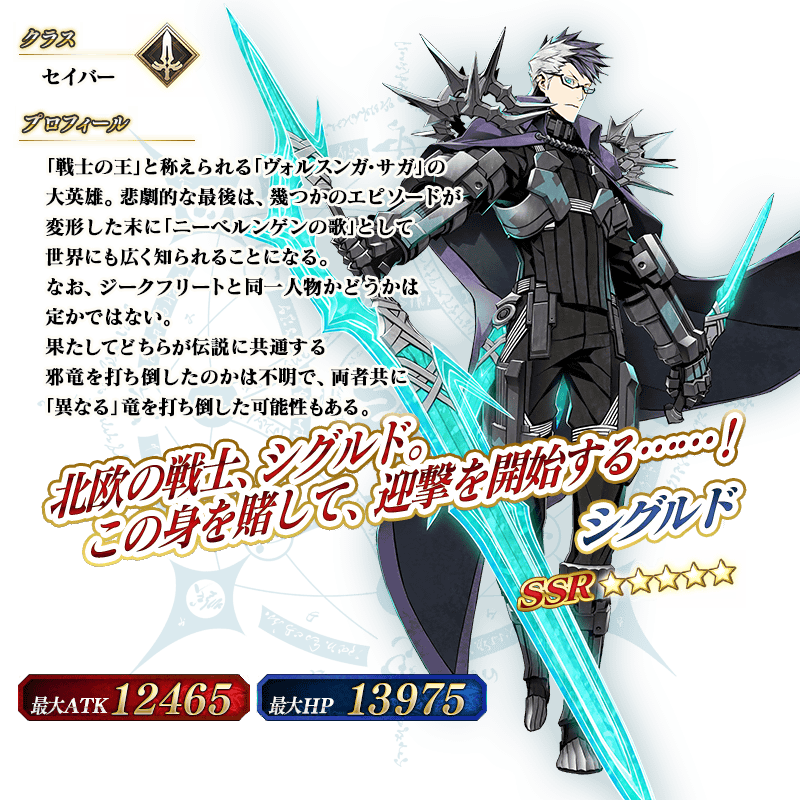 クラス
セイバー
プロフィール
「戦士の王」と称えられる「ヴォルスンガ・サガ」の
大英雄。悲劇的な最後は、幾つかのエピソードが
変形した末に「ニーベルンゲンの歌」として
世界にも広く知られることになる。
なお、ジークフリートと同一人物かどうかは
定かではない。
果たしてどちらが伝説に共通する
邪竜を打ち倒したのかは不明で、両者共に
「異なる」竜を打ち倒した可能性もある。
北欧の戦士、シグルド。
この身を賭して、迎撃を開始する……！
シグルド
SSR ☆☆☆☆☆
最大ATK 12465
最大HP 13975